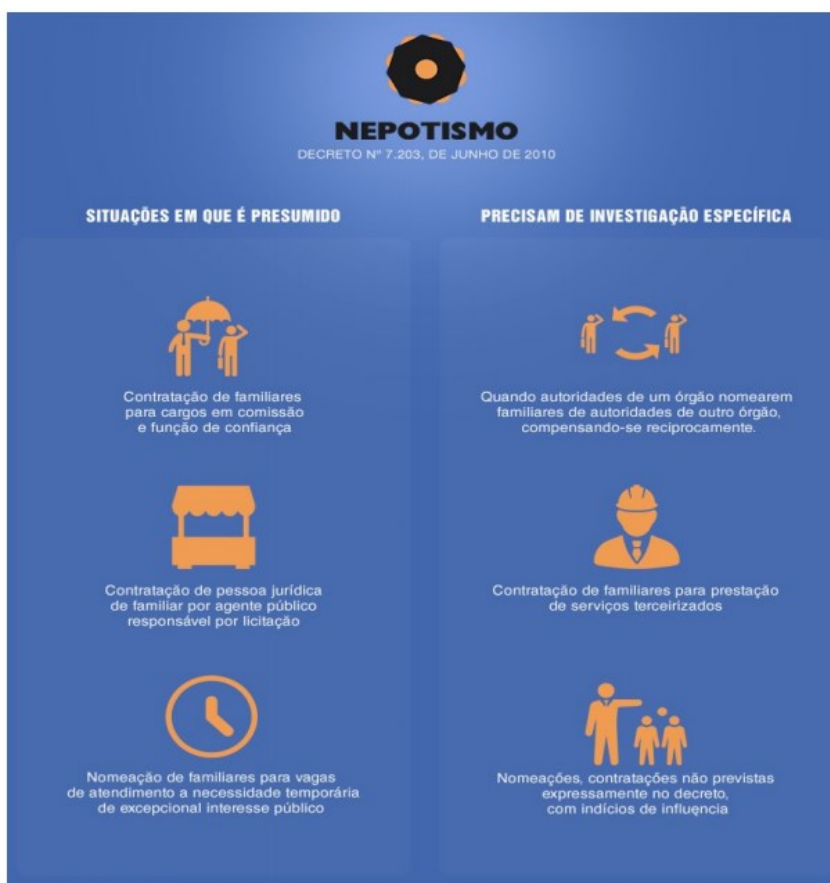 NEPOTISMO
DECRETO Nº 7.203, DE JUNHO DE 2010
SITUAÇÕES EM QUE É PRESUMIDO
Contratação de familiares
para cargos em comissão
e função de confiança
Contratação de pessoa jurídica
de familiar por agente público
responsável por licitação
Nomeação de familiares para vagas
de atendimento a necessidade temporária
de excepcional interesse público
PRECISAM DE INVESTIGAÇÃO ESPECÍFICA
Quando autoridades de um órgão nomearem
familiares de autoridades de outro órgão,
compensando-se reciprocamente.
Contratação de familiares para prestação
de serviços terceirizados
Nomeações, contratações não previstas
expressamente no decreto,
com indícios de influęncia